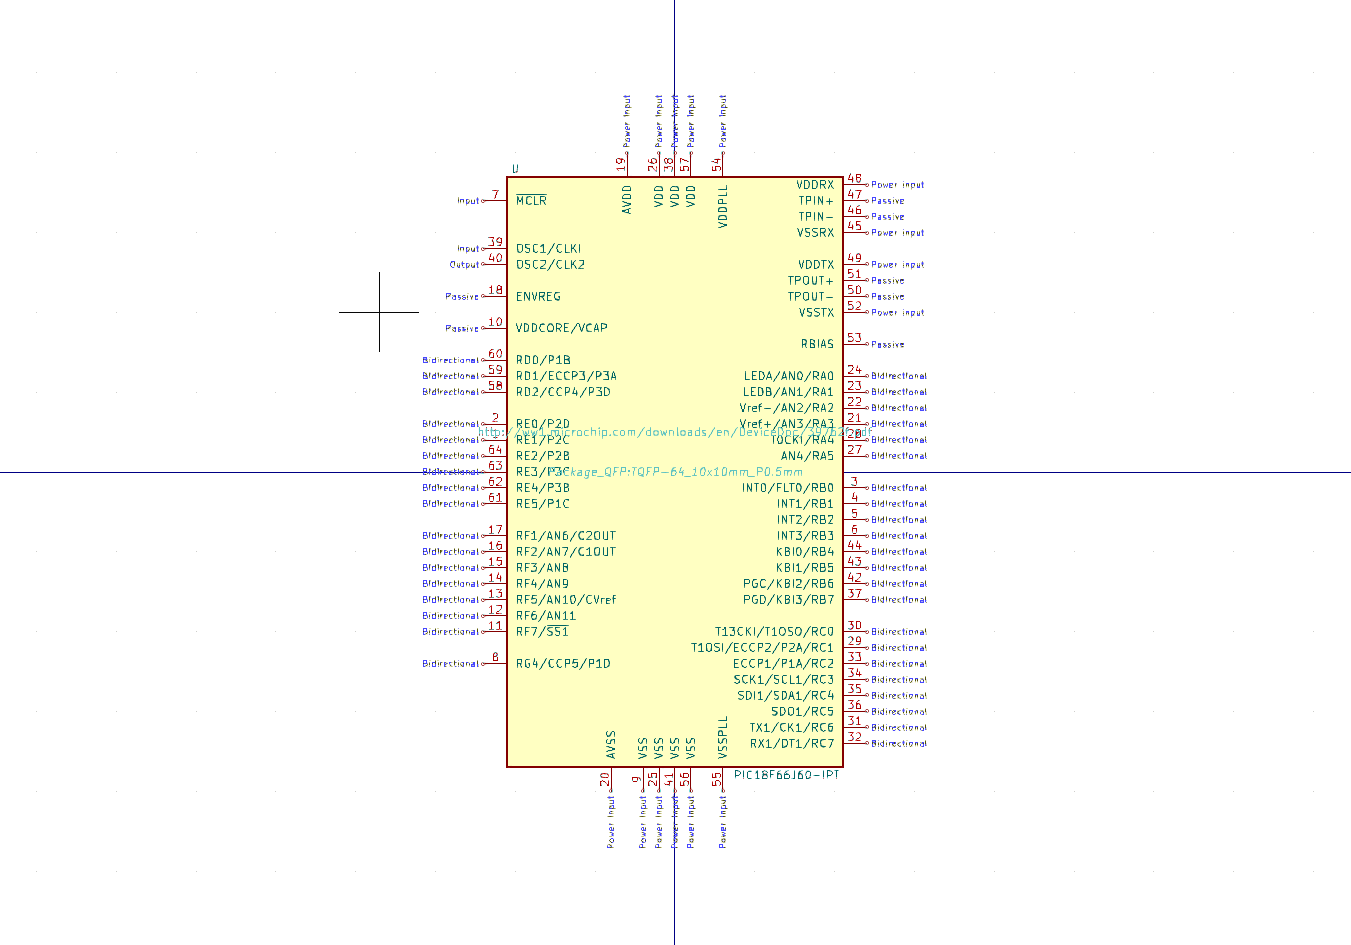 Power Input
Power Input
Power Input
Power Input
Power Input
19
26
38
57
54
U
AVDD
VDD
VDD
VDD
VDDPLL
Input 7 MCLR
Input 39 OSC1/CLKI
Output 40 OSC2/CLK2
Passive 18 ENVREG
Passive 10 VDDCORE/VCAP
Bidirectional 60 RD0/P1B
Bidirectional 59 RD1/ECCP3/P3A
Bidirectional 58 RD2/CCP4/P3D
Bidirectional 2 RE0/P2D
http://ww1.microchip.com/downloads/en/DeviceDoc/39762f.pdf
Bidirectional 1 RE1/P2C
Bidirectional 64 RE2/P2B
Bidirectional 63 RE3/P3C
Package_QFP:TQFP-64_10x10mm_P0.5mm
Bidirectional 62 RE4/P3B
Bidirectional 61 RE5/P1C
Bidirectional 17 RF1/AN6/C2OUT
Bidirectional 16 RF2/AN7/C1OUT
Bidirectional 15 RF3/AN8
Bidirectional 14 RF4/AN9
Bidirectional 13 RF5/AN10/CVref
Bidirectional 12 RF6/AN11
Bidirectional 11 RF7/SS1
Bidirectional 8 RG4/CCP5/P1D
VDDRX 48 Power Input
TPIN+ 47 Passive
TPIN- 46 Passive
VSSRX 45 Power Input
VDDTX 49 Power Input
TPOUT+ 51 Passive
TPOUT- 50 Passive
VSSTX 52 Power Input
RBIAS 53 Passive
LEDA/AN0/RA0 24 Bidirectional
LEDB/AN1/RA1 23 Bidirectional
Vref-/AN2/RA2 22 Bidirectional
Vref+/AN3/RA3 21 Bidirectional
T0CKI/RA4 28 Bidirectional
AN4/RA5 27 Bidirectional
INT0/FLT0/RB0 3 Bidirectional
INT1/RB1 4 Bidirectional
INT2/RB2 5 Bidirectional
INT3/RB3 6 Bidirectional
KBI0/RB4 44 Bidirectional
KBI1/RB5 43 Bidirectional
PGC/KBI2/RB6 42 Bidirectional
PGD/KBI3/RB7 37 Bidirectional
T13CKI/T1OSO/RC0 30 Bidirectional
T1OSI/ECCP2/P2A/RC1 29 Bidirectional
ECCP1/P1A/RC2 33 Bidirectional
SCK1/SCL1/RC3 34 Bidirectional
SDI1/SDA1/RC4 35 Bidirectional
SDO1/RC5 36 Bidirectional
TX1/CK1/RC6 31 Bidirectional
RX1/DT1/RC7 32 Bidirectional
AVSS
VSS
VSS
VSS
VSS
VSSPLL
PIC18F66J60-IPT
20
9
25
41
56
55
Power Input
Power Input
Power Input
Power Input
Power Input
Power Input